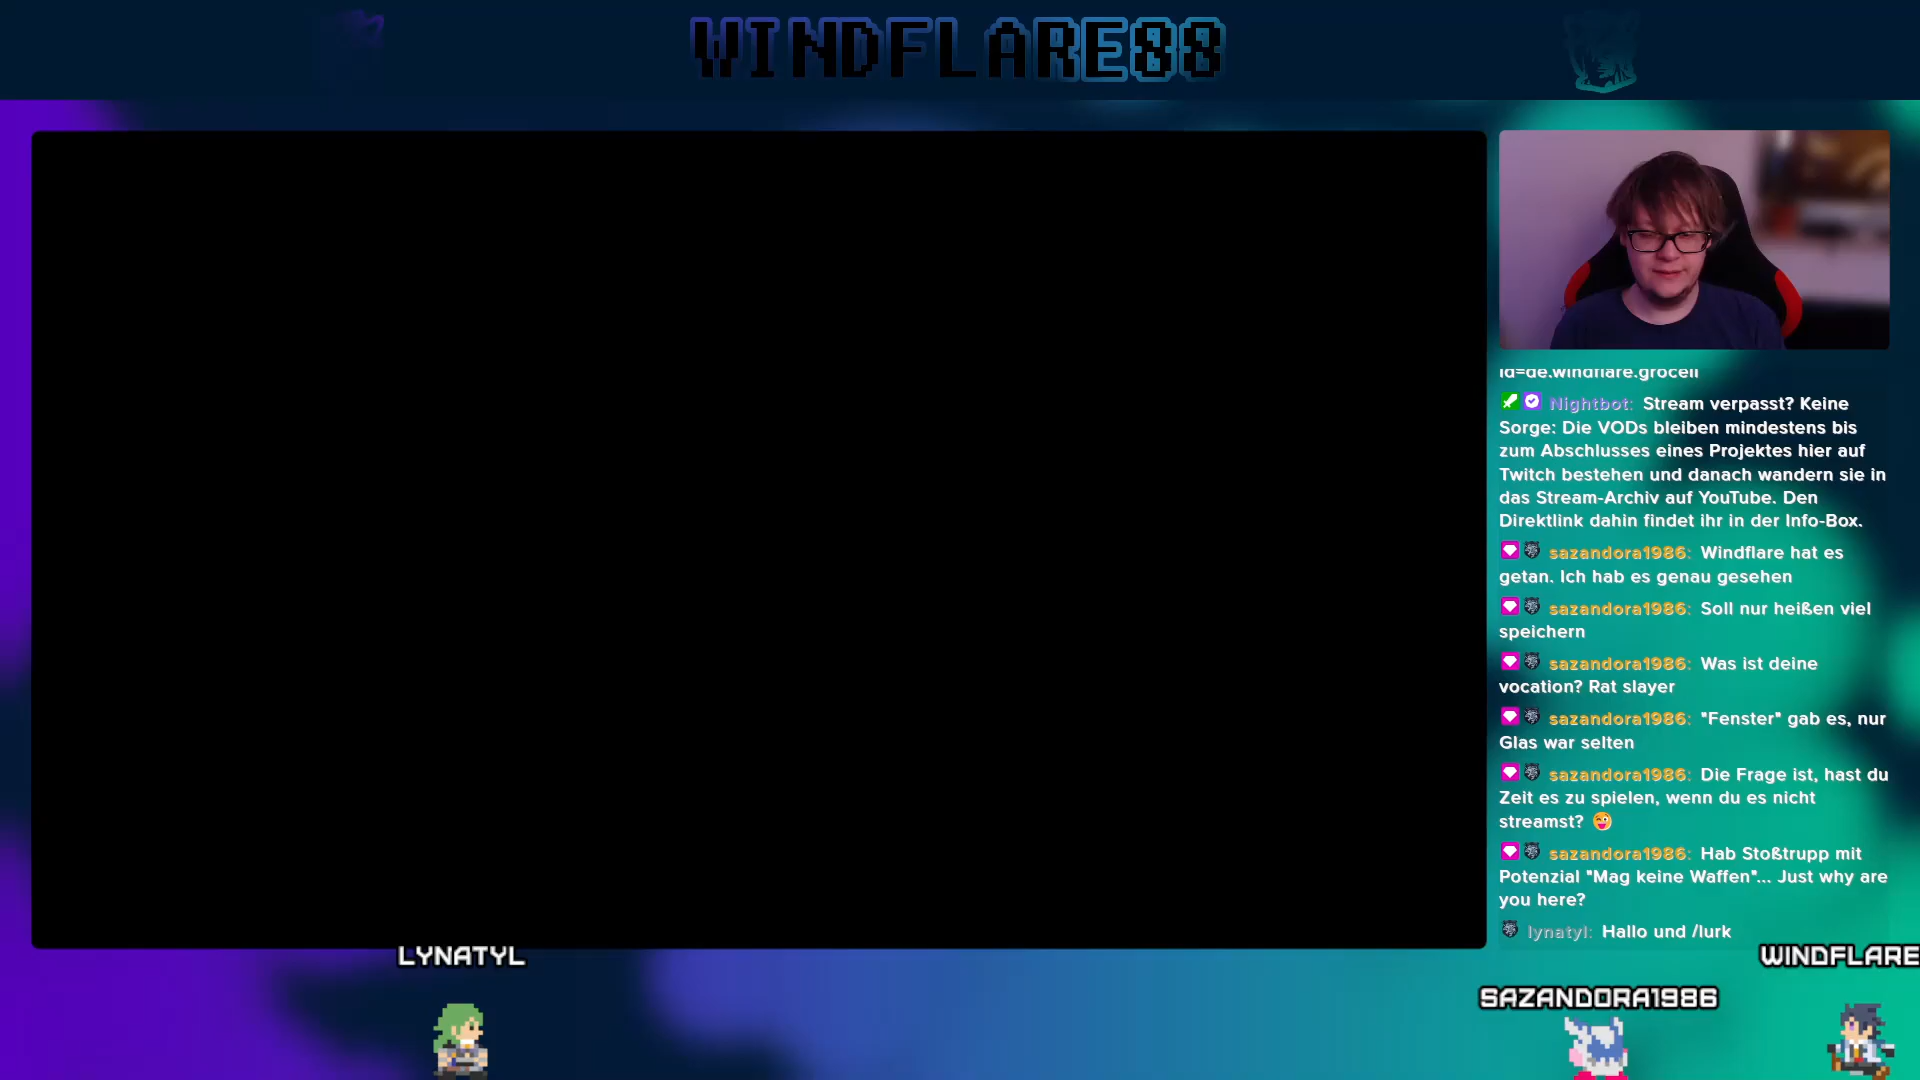 WINDFLARE88
id=de.windflare.grocell
Nightbot: Stream verpasst? Keine
Sorge: Die VODs bleiben mindestens bis
zum Abschlusses eines Projektes hier auf
Twitch bestehen und danach wandern sie in
das Stream-Archiv auf YouTube. Den
Direktlink dahin findet ihr in der Info-Box.
sazandora1986: Windflare hat es
getan. Ich hab es genau gesehen
sazandora1986: Soll nur heißen viel
speichern
sazandora1986: Was ist deine
vocation? Rat slayer
sazandora1986: "Fenster" gab es, nur
Glas war selten
sazandora1986: Die Frage ist, hast du
Zeit es zu spielen, wenn du es nicht
streamst? 😜
sazandora1986: Hab Stoßtrupp mit
Potenzial "Mag keine Waffen"... Just why are
you here?
lynatyl: Hallo und /lurk
LYNATYL
WINDFLARE
SAZANDORA1986